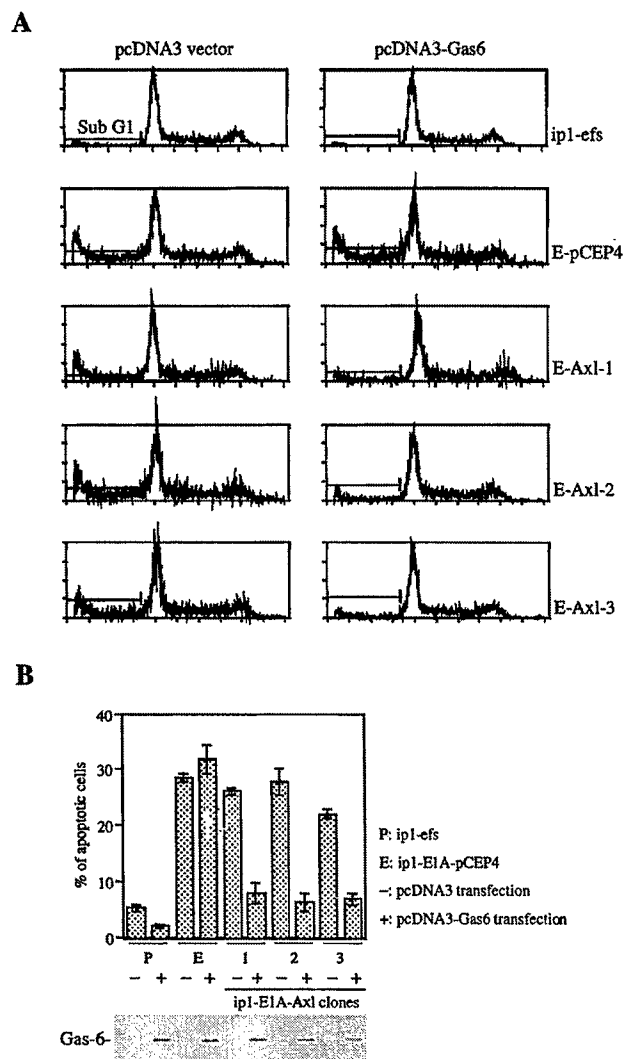 A
pcDNA3 vector
pcDNA3-Gas6
Sub G1
ip1-efs
E-pCEP4
E-Axl-1
E-Axl-2
E-Axl-3
B
40
30
20
10
0
% of apoptotic cells
P: ip1-efs
E: ip1-E1A-pCEP4
–: pcDNA3 transfection
+: pcDNA3-Gas6 transfection
P E 1 2 3
– + – + – + – + – +
ip1-E1A-Axl clones
Gas-6-